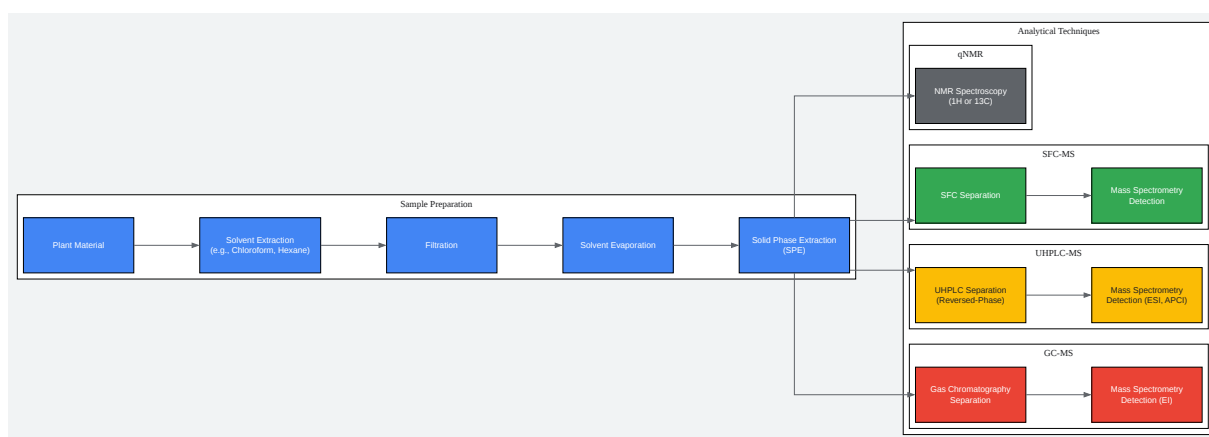 Analytical Techniques
qNMR
NMR Spectroscopy
(1H or 13C)
SFC-MS
SFC Separation
Mass Spectrometry
Detection
Sample Preparation
Plant Material
Solvent Extraction
(e.g., Chloroform, Hexane)
Filtration
Solvent Evaporation
Solid Phase Extraction
(SPE)
UHPLC-MS
UHPLC Separation
(Reversed-Phase)
Mass Spectrometry
Detection (ESI, APCI)
GC-MS
Gas Chromatography
Separation
Mass Spectrometry
Detection (EI)